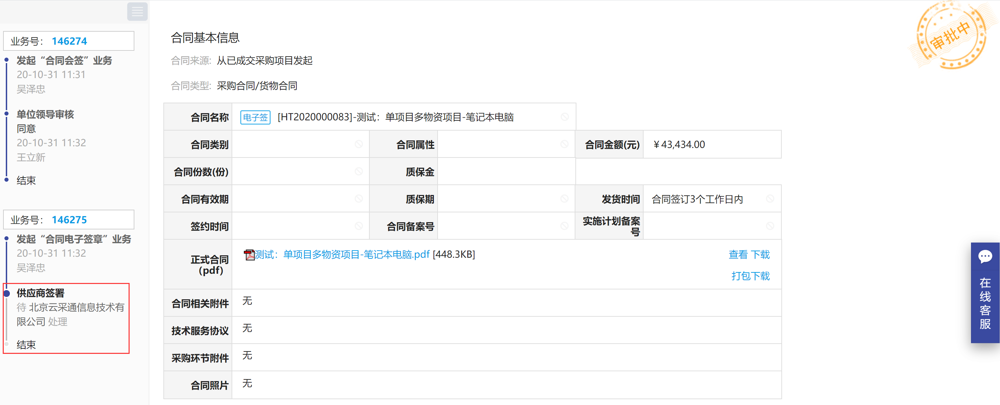 业务号： 146274
发起“合同会签”业务
20-10-31 11:31
吴泽忠
单位领导审核
同意
20-10-31 11:32
王立新
结束
业务号： 146275
发起“合同电子签章”业务
20-10-31 11:32
吴泽忠
供应商签署
待 北京云采通信息技术有
限公司 处理
结束
审批中
合同基本信息
合同来源: 从已成交采购项目发起
合同类型: 采购合同/货物合同
合同名称 电子签 [HT2020000083]-测试：单项目多物资项目-笔记本电脑
合同类别 合同属性 合同金额(元) ￥43,434.00
合同份数(份) 质保金
合同有效期 质保期 发货时间 合同签订3个工作日内
签约时间 合同备案号 实施计划备案
号
正式合同
（pdf）
测试：单项目多物资项目-笔记本电脑.pdf [448.3KB] 查看 下载
打包下载
合同相关附件 无
技术服务协议 无
采购环节附件 无
合同照片 无
在
线
客
服